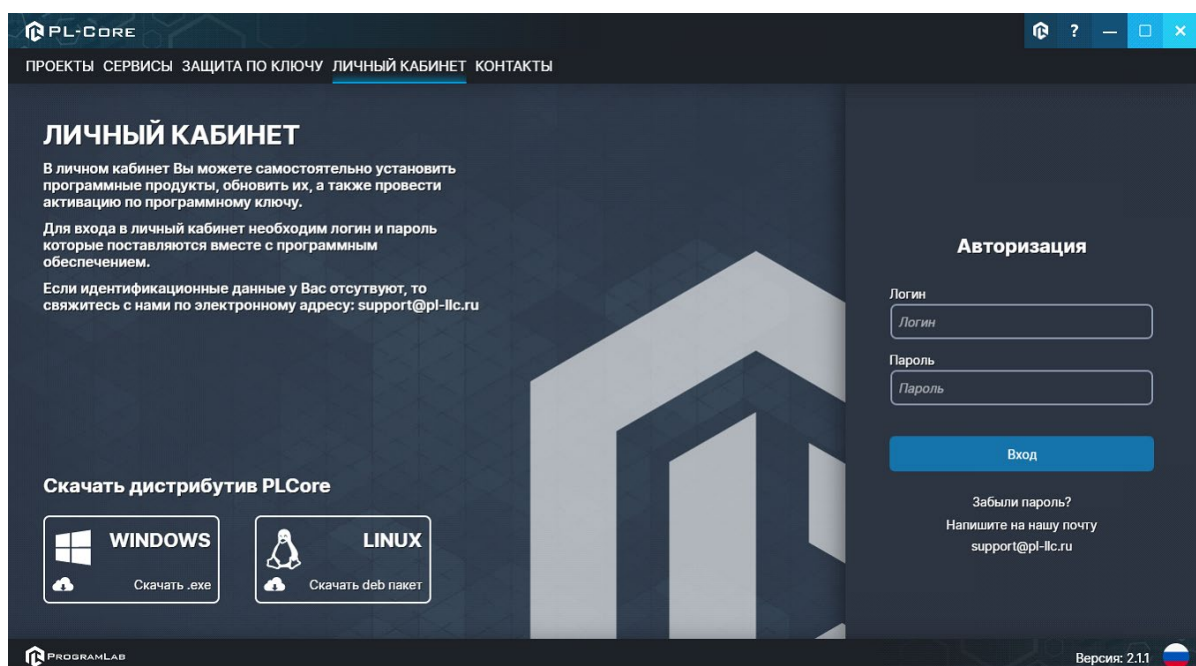 PL-CORE
?
ПРОЕКТЫ СЕРВИСЫ ЗАЩИТА ПО КЛЮЧУ ЛИЧНЫЙ КАБИНЕТ КОНТАКТЫ
ЛИЧНЫЙ КАБИНЕТ
В личном кабинет Вы можете самостоятельно установить
программные продукты, обновить их, а также провести
активацию по программному ключу.
Для входа в личный кабинет необходим логин и пароль
которые поставляются вместе с программным
обеспечением.
Если идентификационные данные у Вас отсутвуют, то
свяжитесь с нами по электронному адресу: support@pl-llc.ru
Скачать дистрибутив PLCore
WINDOWS
Скачать .exe
LINUX
Скачать deb пакет
Авторизация
Логин
Логин
Пароль
Пароль
Вход
Забыли пароль?
Напишите на нашу почту
support@pl-llc.ru
PROGRAMLAB
Версия: 2.1.1